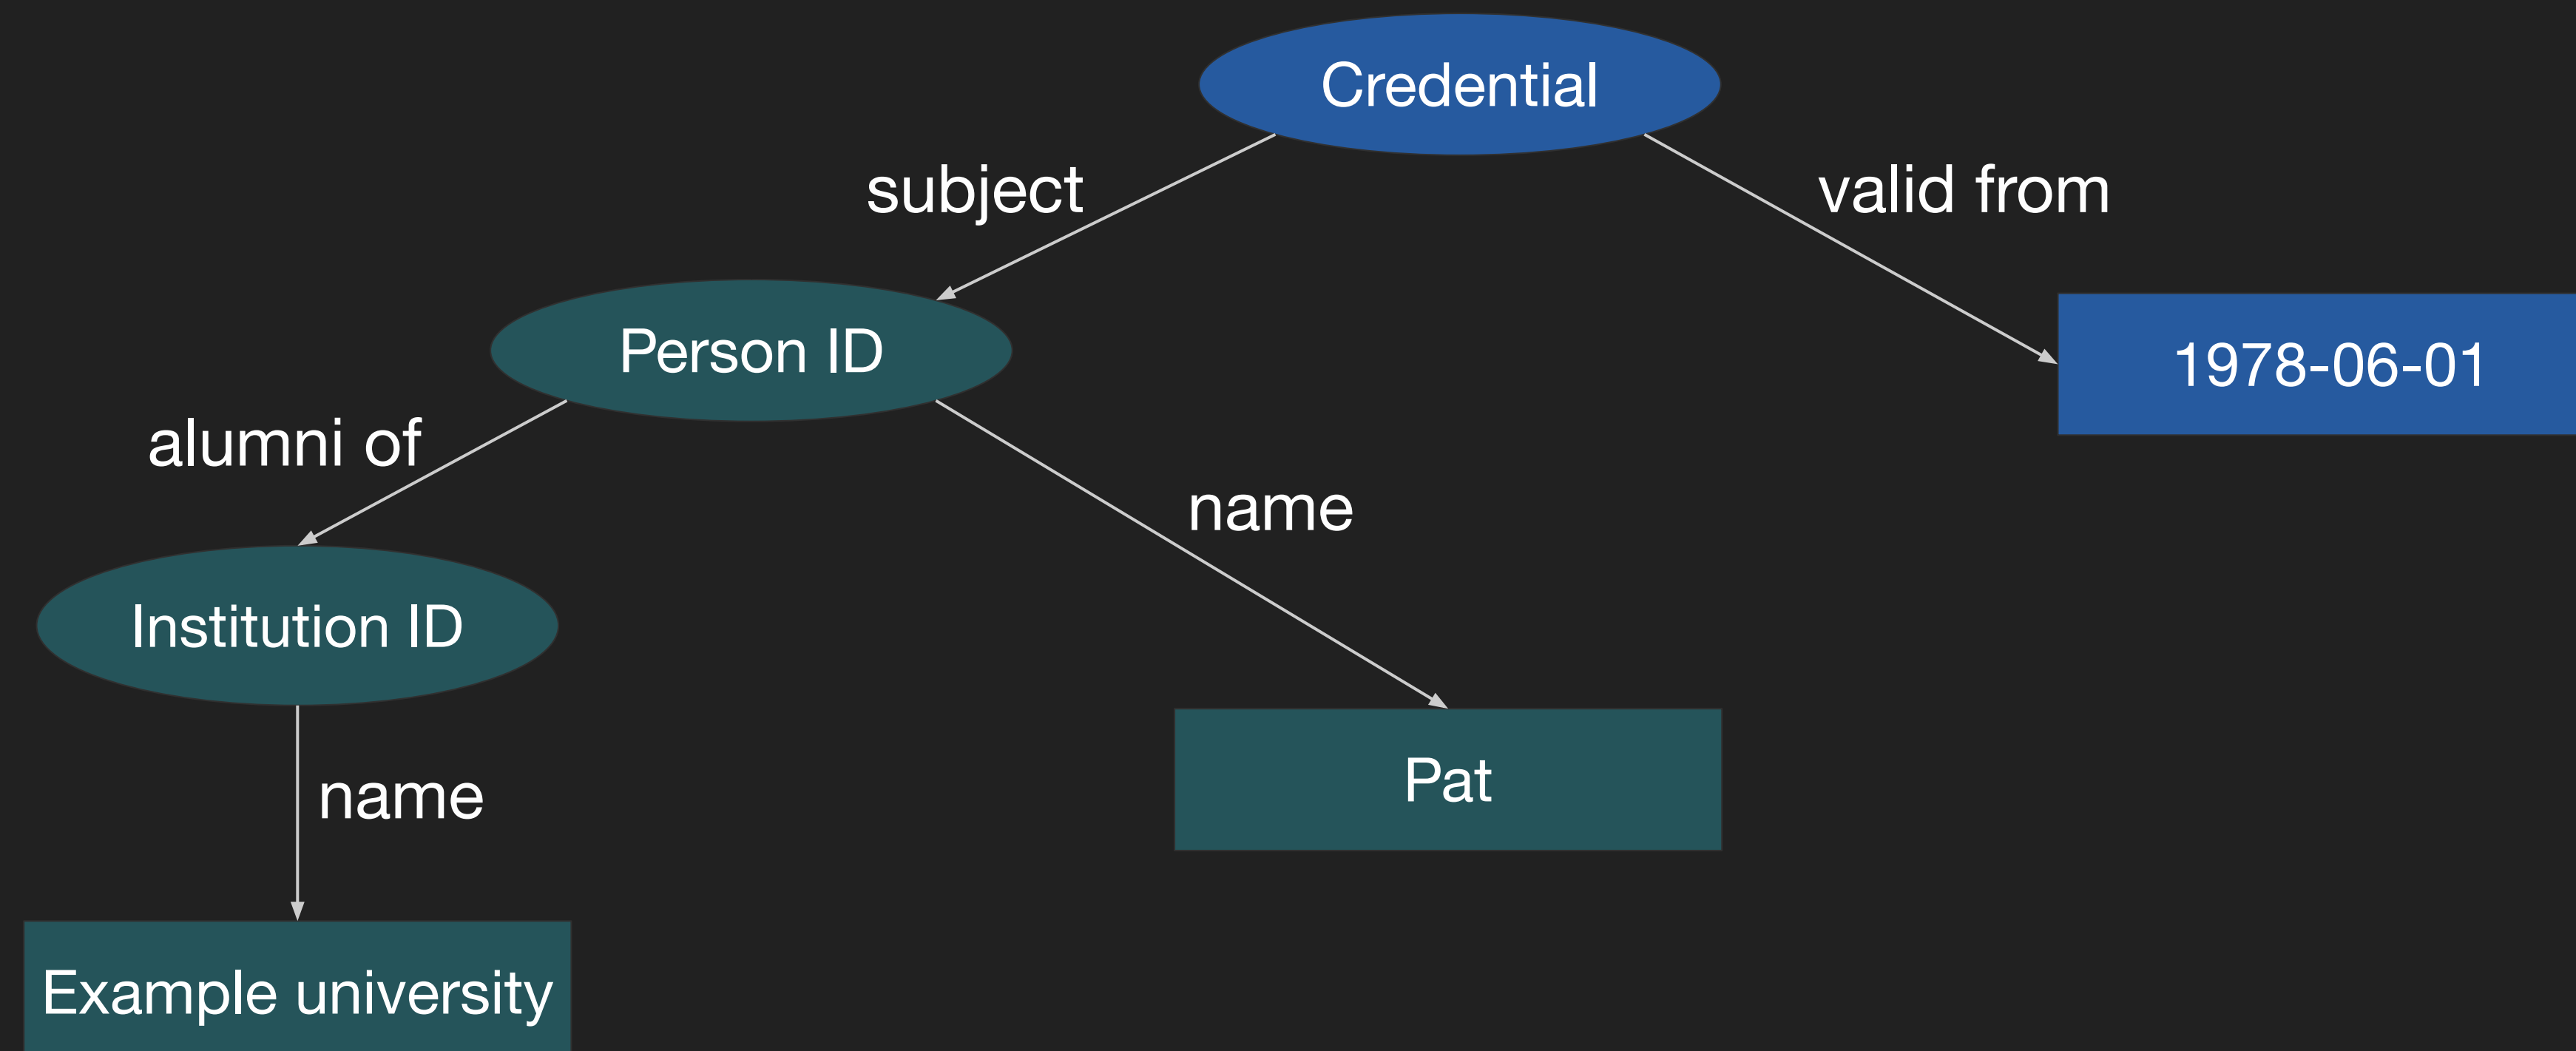 Credential
subject
valid from
Person ID
1978-06-01
alumni of
name
Institution ID
Pat
name
Example university